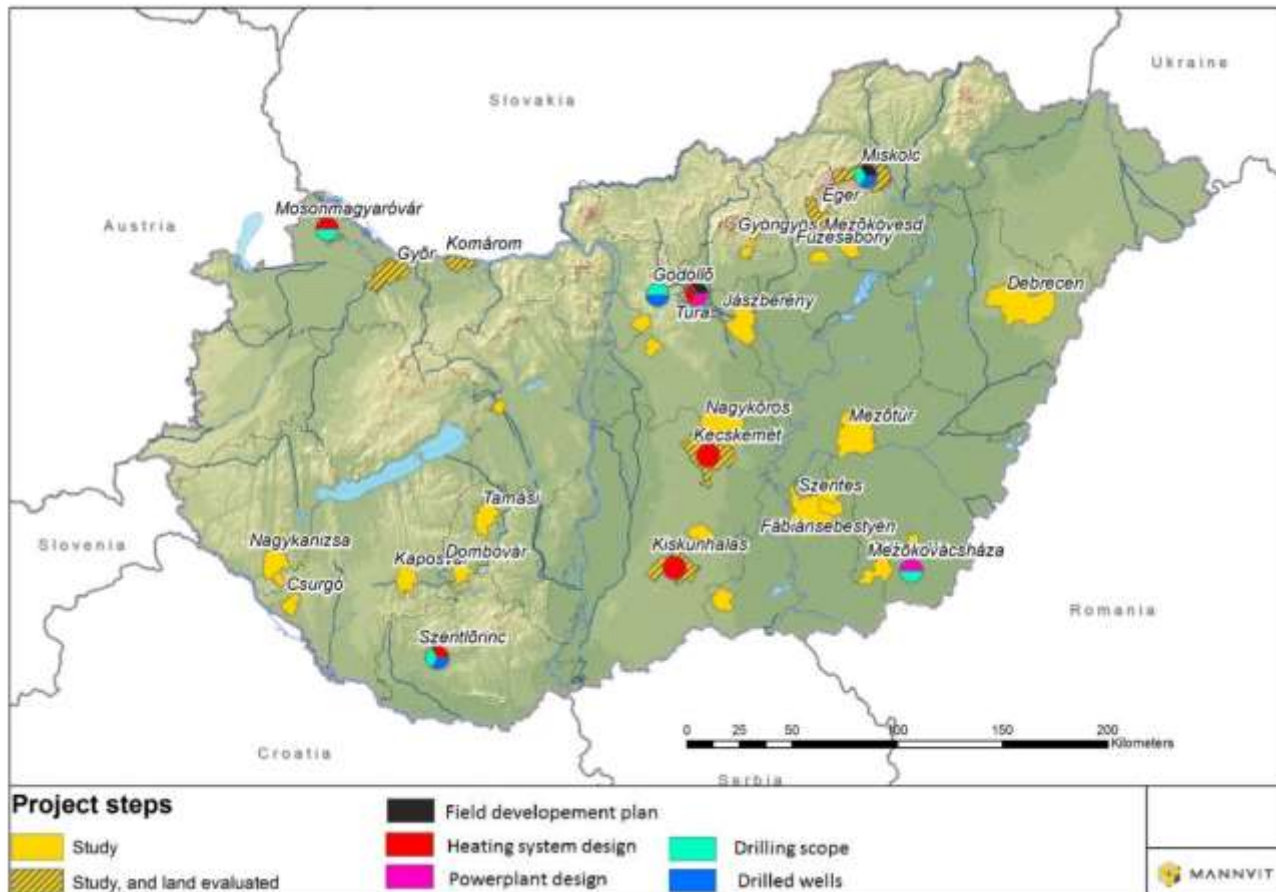 Ukraine
Slovakia
Miskolc
Eger
Mosonmagyaróvár
Austria
Gyöngyös Mezőkövesd
Füzesabony
Győr
Komárom
Gödöllő
Debrecen
Tura
Jászberény
Nagykőrös
Mezőtúr
Kecskemét
Szentes
Tamási
Fábiánsebestyén
Slovenia
Nagykanizsa
Kaposvár
Dombóvár
Kiskunhalas
Mezőkovácsháza
Csurgó
Romania
Szentlőrinc
0 25 50 100 200
Kilometers
Croatia
Serbia
Project steps
Study
Study, and land evaluated
Field developement plan
Heating system design
Powerplant design
Drilling scope
Drilled wells
MANNVIT